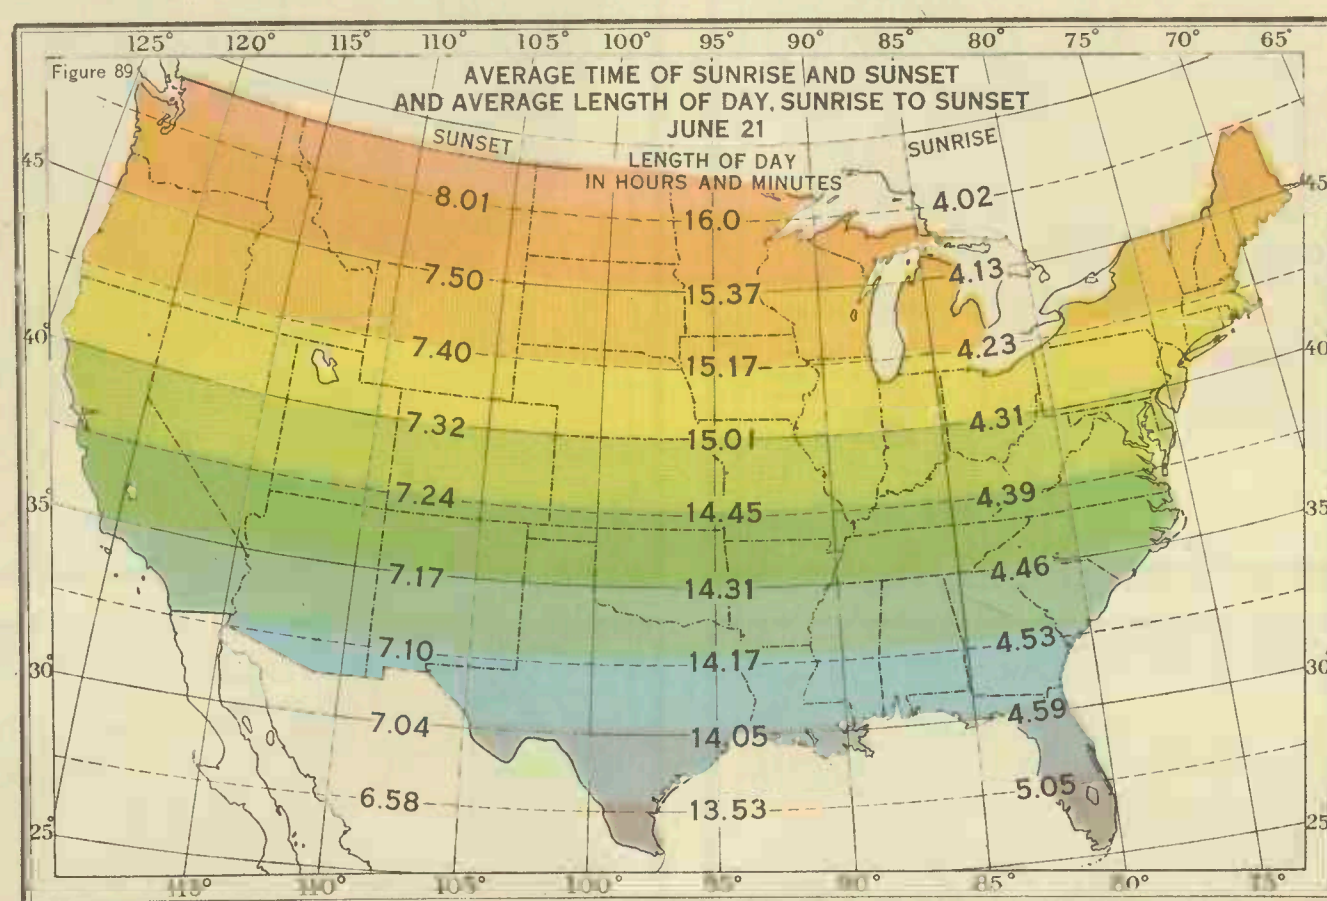 125° 120° 115° 110° 105° 100° 95° 90° 85° 80° 75° 70° 65°
Figure 89
AVERAGE TIME OF SUNRISE AND SUNSET
AND AVERAGE LENGTH OF DAY, SUNRISE TO SUNSET
JUNE 21
SUNSET
LENGTH OF DAY
IN HOURS AND MINUTES
SUNRISE
45° 45°
8.01 16.0 4.02
7.50 15.37 4.13
40° 40°
7.40 15.17 4.23
7.32 15.01 4.31
35° 35°
7.24 14.45 4.39
7.17 14.31 4.46
30° 30°
7.10 14.17 4.53
7.04 14.05 4.59
6.58 13.53 5.05
25° 25°
115° 110° 105° 100° 95° 90° 85° 80° 75°